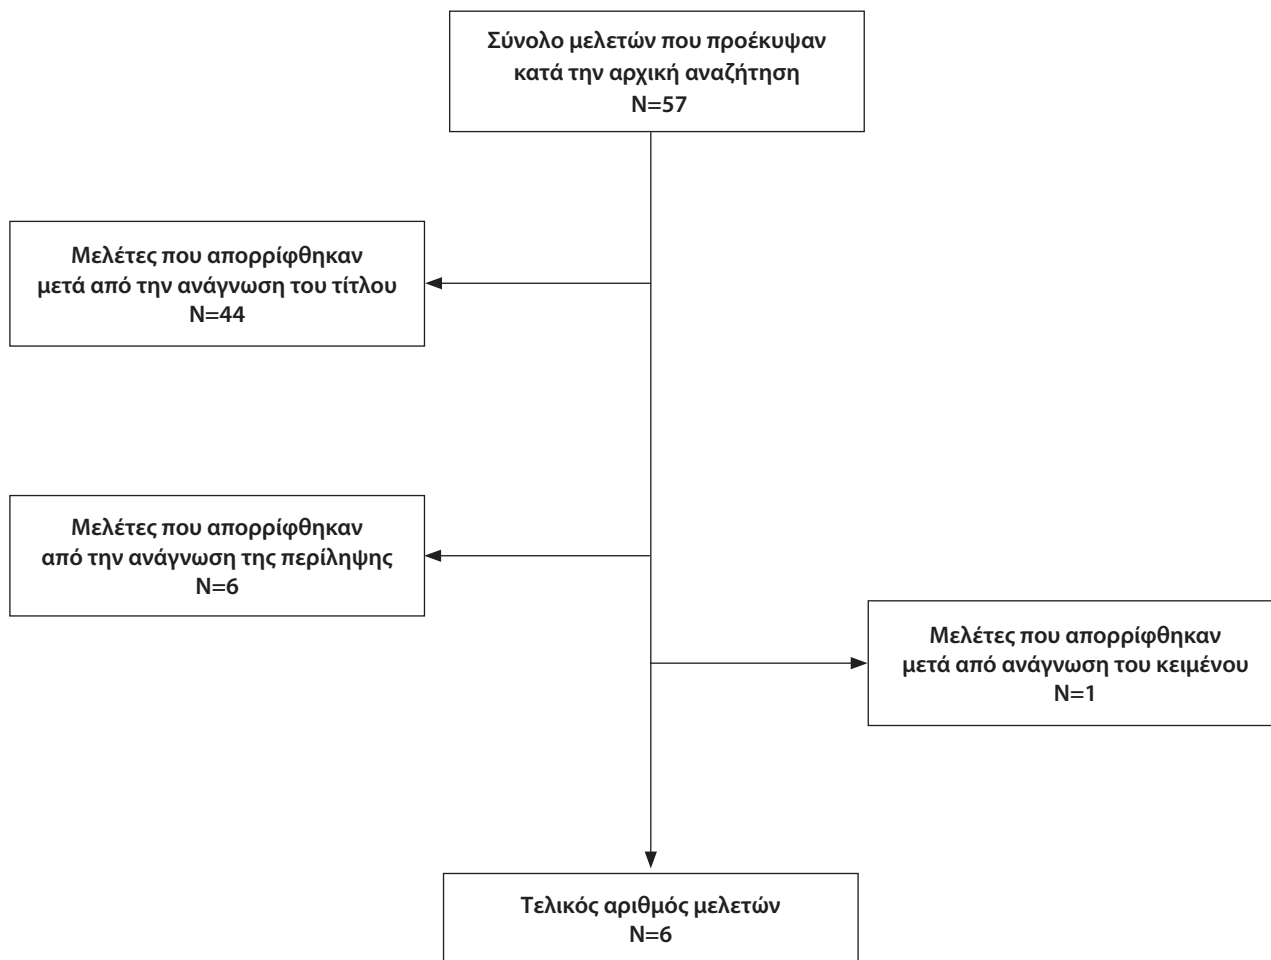 Σύνολο μελετών που προέκυψαν
κατά την αρχική αναζήτηση
N=57
Μελέτες που απορρίφθηκαν
μετά από την ανάγνωση του τίτλου
N=44
Μελέτες που απορρίφθηκαν
από την ανάγνωση της περίληψης
N=6
Μελέτες που απορρίφθηκαν
μετά από ανάγνωση του κειμένου
N=1
Τελικός αριθμός μελετών
N=6